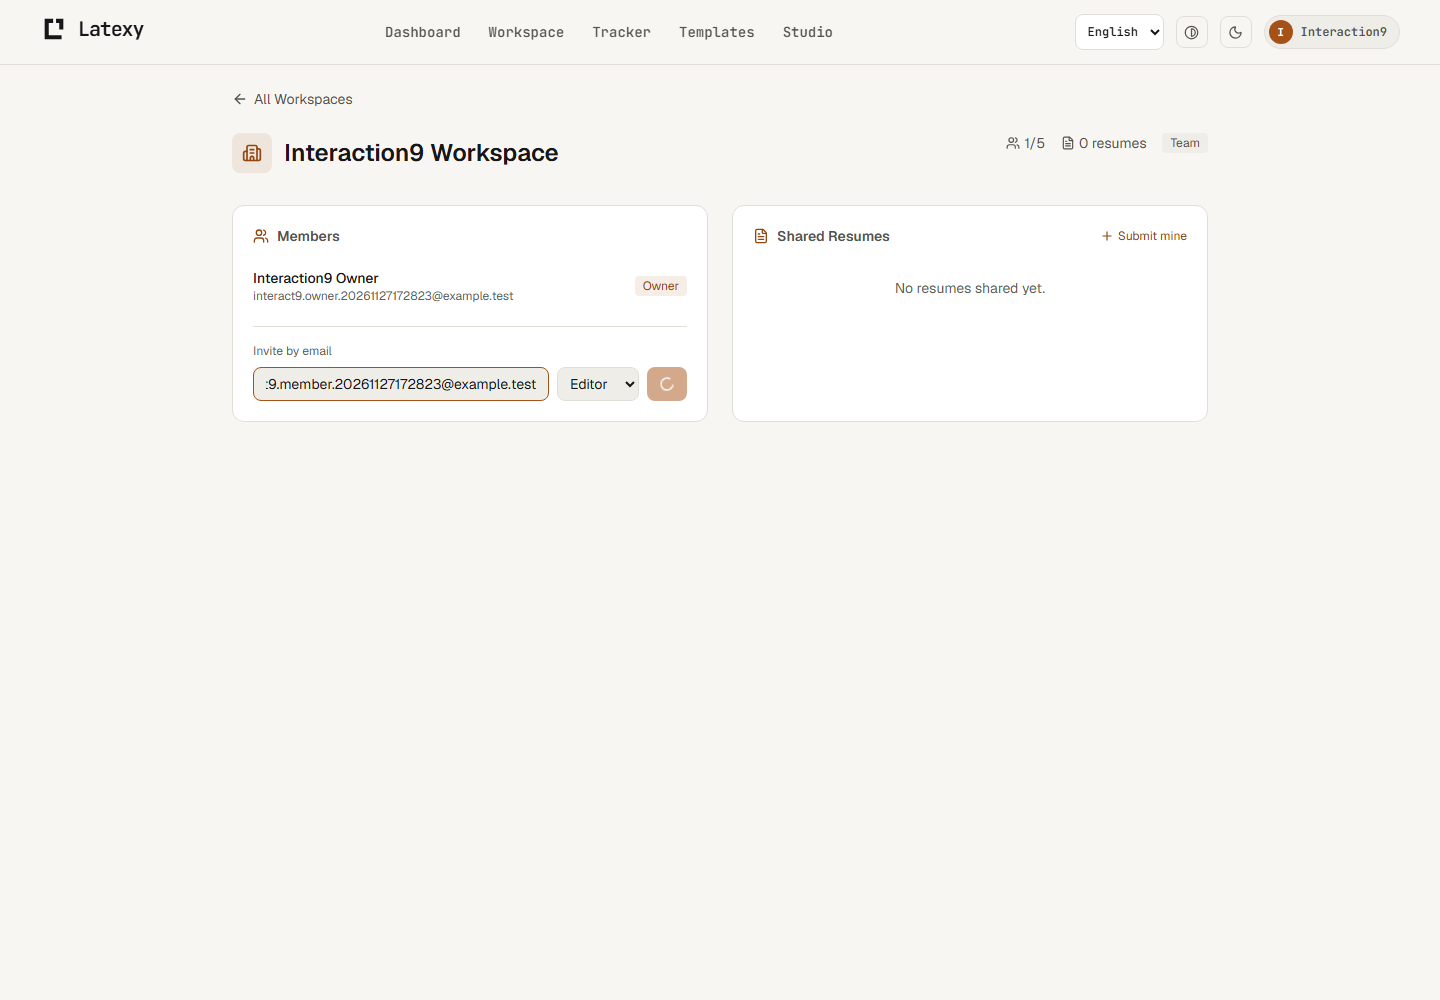 Latexy
Dashboard Workspace Tracker Templates Studio
English
I Interaction9
All Workspaces
Interaction9 Workspace
1/5 0 resumes Team
Members
Interaction9 Owner
interact9.owner.20261127172823@example.test
Owner
Invite by email
:9.member.20261127172823@example.test Editor
Shared Resumes
Submit mine
No resumes shared yet.